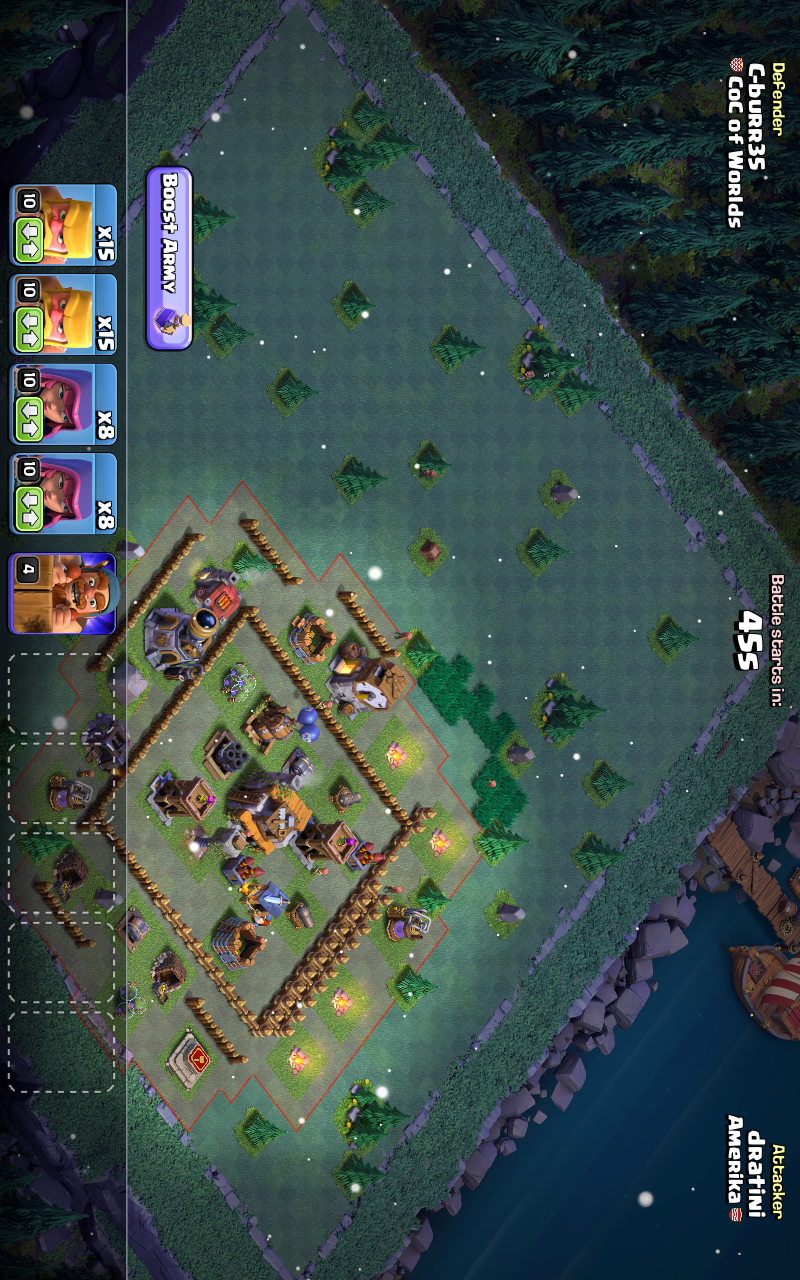 Defender
C-burr35
CoC of Worlds
Battle starts in:
45s
Attacker
dratini
Amerika
Boost Army
x15
10
x15
10
x8
10
x8
10
4